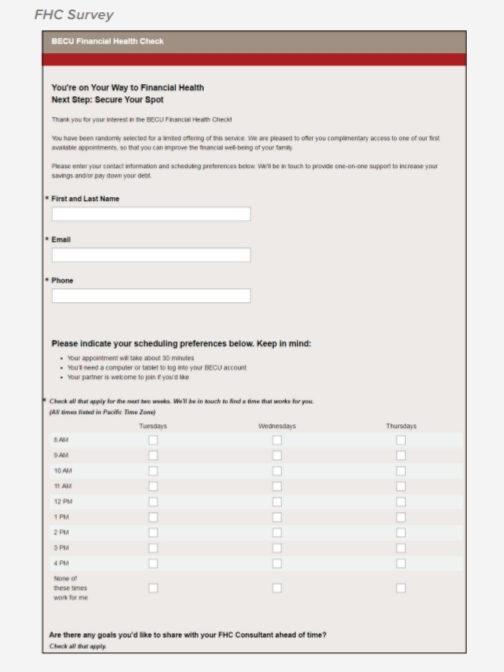 FHC Survey
BECU Financial Health Check
You're on Your Way to Financial Health
Next Step: Secure Your Spot
Thank you for your interest in the BECU Financial Health Check!
You have been randomly selected for a limited offering of this service. We are pleased to offer you complimentary access to one of our first
available appointments, so that you can improve the financial well-being of your family.
Please enter your contact information and scheduling preferences below. We'll be in touch to provide one-on-one support to increase your
savings and/or pay down your debt.
* First and Last Name
* Email
* Phone
Please indicate your scheduling preferences below. Keep in mind:
• Your appointment will take about 30 minutes
• You'll need a computer or tablet to log into your BECU account
• Your partner is welcome to join if you'd like
* Check all that apply for the next two weeks. We'll be in touch to find a time that works for you.
(All times listed in Pacific Time Zone)
Tuesdays Wednesdays Thursdays
8 AM
9 AM
10 AM
11 AM
12 PM
1 PM
2 PM
3 PM
4 PM
None of
these times
work for me
Are there any goals you'd like to share with your FHC Consultant ahead of time?
Check all that apply.